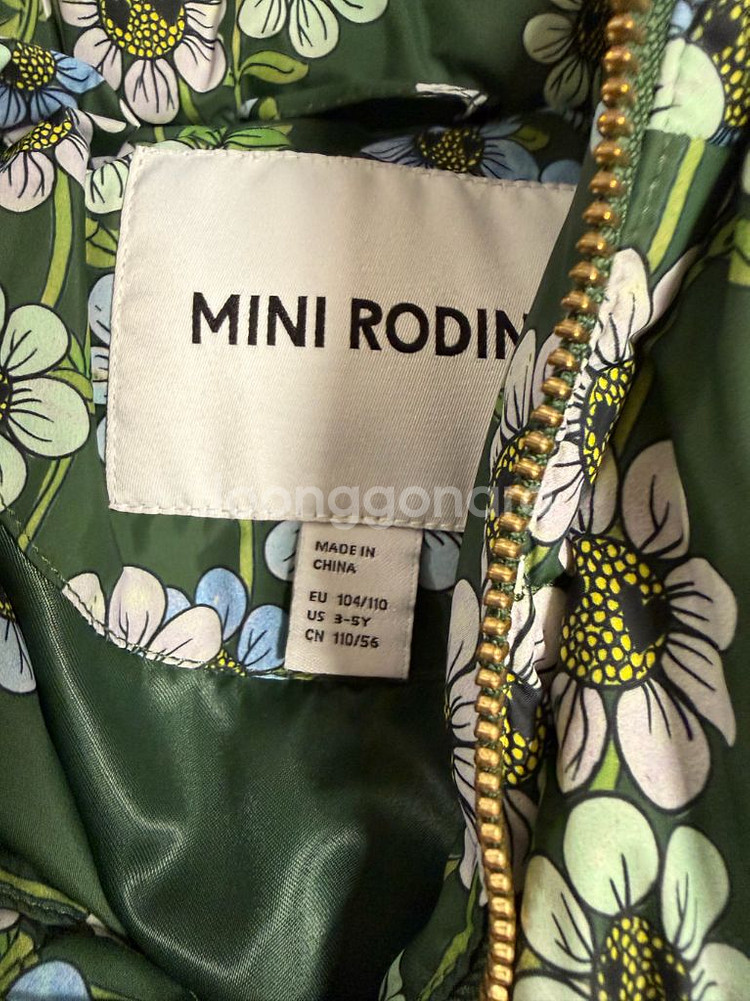 MINI RODIN
MADE IN
CHINA
EU 104/110
US 3-5Y
CN 110/56